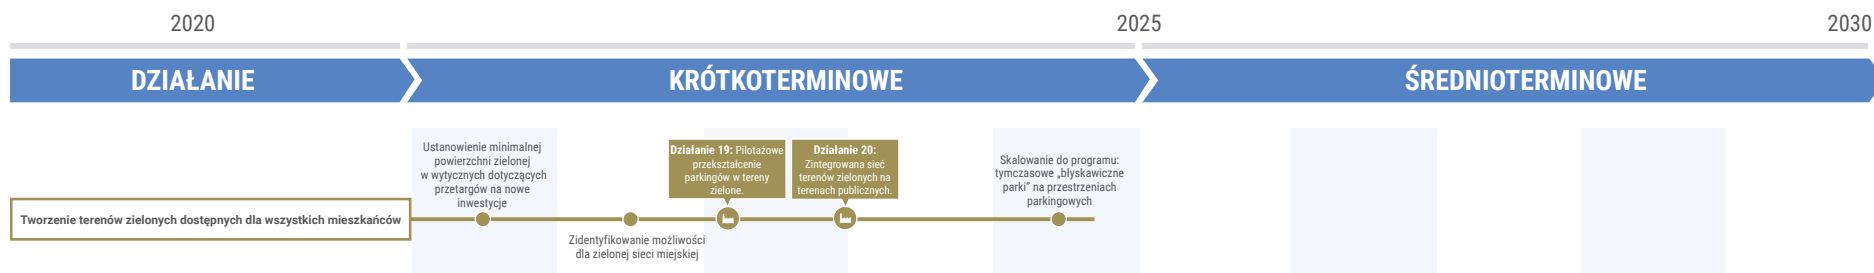 2020
2025
2030
DZIAŁANIE
KRÓTKOTERMINOWE
ŚREDNIOTERMINOWE
Tworzenie terenów zielonych dostępnych dla wszystkich mieszkańców
Ustanowienie minimalnej
powierzchni zielonej
w wytycznych dotyczących
przetargów na nowe
inwestycje
Zidentyfikowanie możliwości
dla zielonej sieci miejskiej
Działanie 19: Pilotażowe
przekształcenie
parkingów w tereny
zielone.
Działanie 20:
Zintegrowana sieć
terenów zielonych na
terenach publicznych.
Skalowanie do programu:
tymczasowe „błyskawiczne
parki” na przestrzeniach
parkingowych